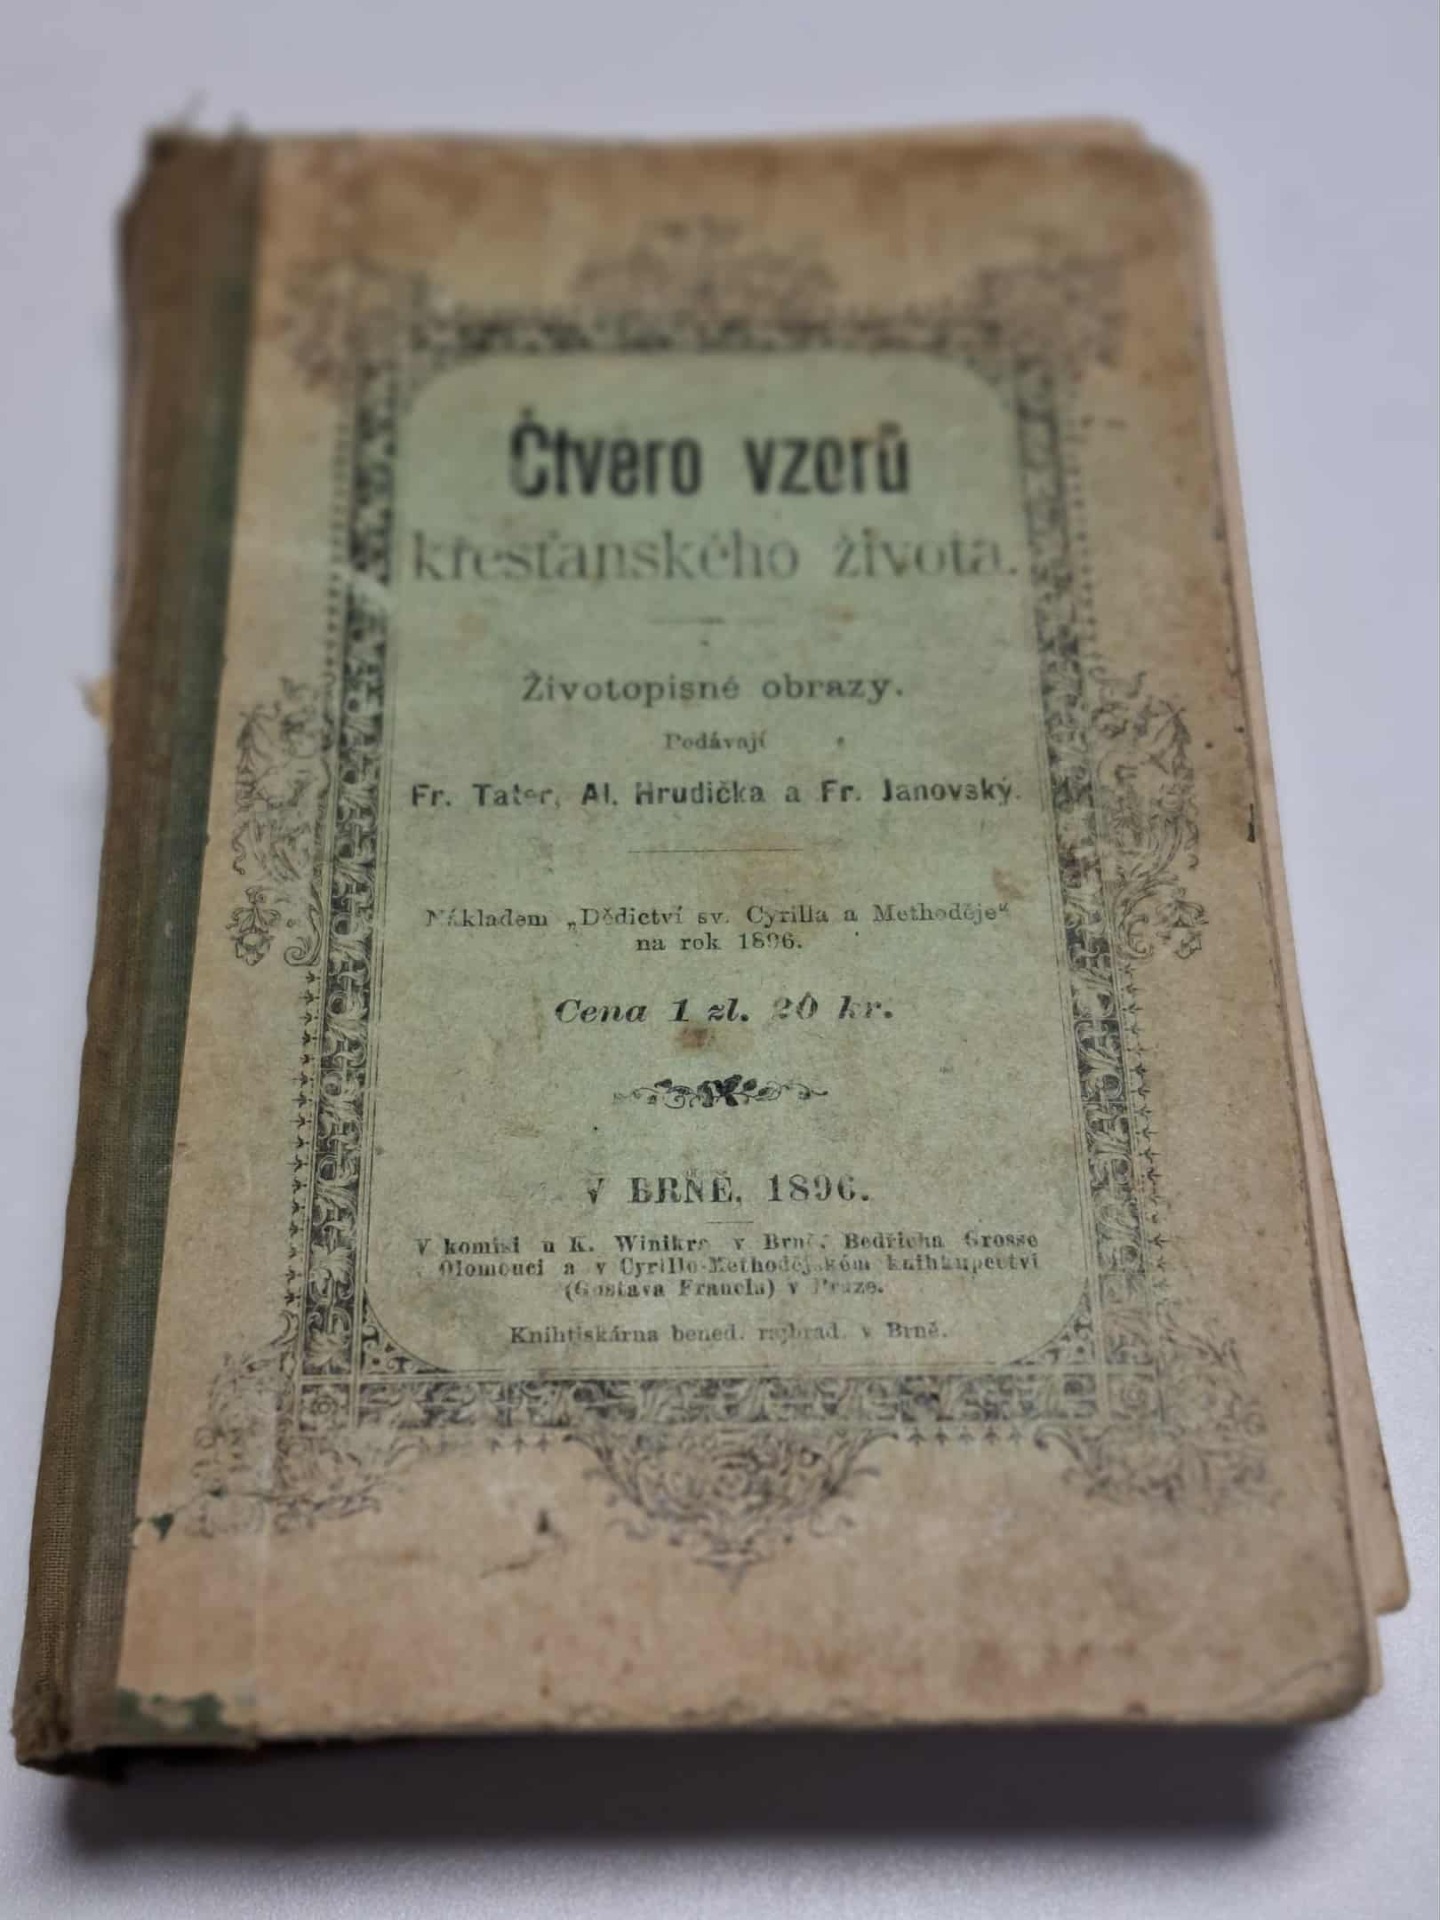 Čtvero vzorů
křesťanského života.
Životopisné obrazy.
Podávají
Fr. Tater, Al. Hrudička a Fr. Janovský.
Nákladem „Dědictví sv. Cyrilla a Methoděje“
na rok 1896.
Cena 1 zl. 20 kr.
V BRNĚ, 1896.
V komisi u K. Winikra v Brně, Bedřicha Grosse
Olomouci a v Cyrillo-Methodějském knihkupectví
(Gustava Francla) v Praze.
Knihtiskárna bened. rajhrad. v Brně.